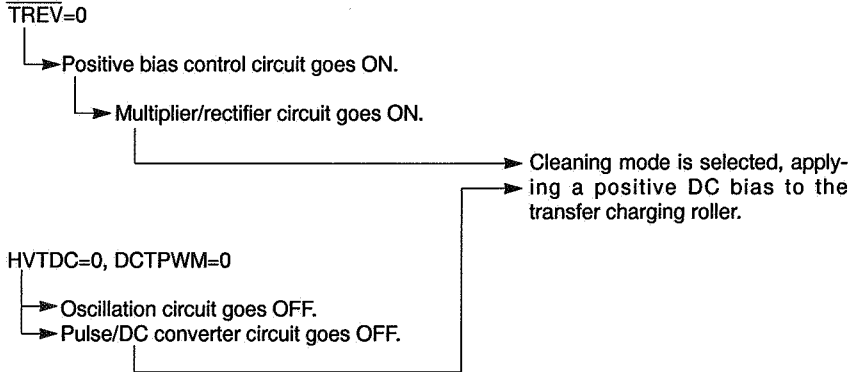 T̅R̅E̅V̅=0
Positive bias control circuit goes ON.
Multiplier/rectifier circuit goes ON.
Cleaning mode is selected, apply-
ing a positive DC bias to the
transfer charging roller.
HVTDC=0, DCTPWM=0
Oscillation circuit goes OFF.
Pulse/DC converter circuit goes OFF.